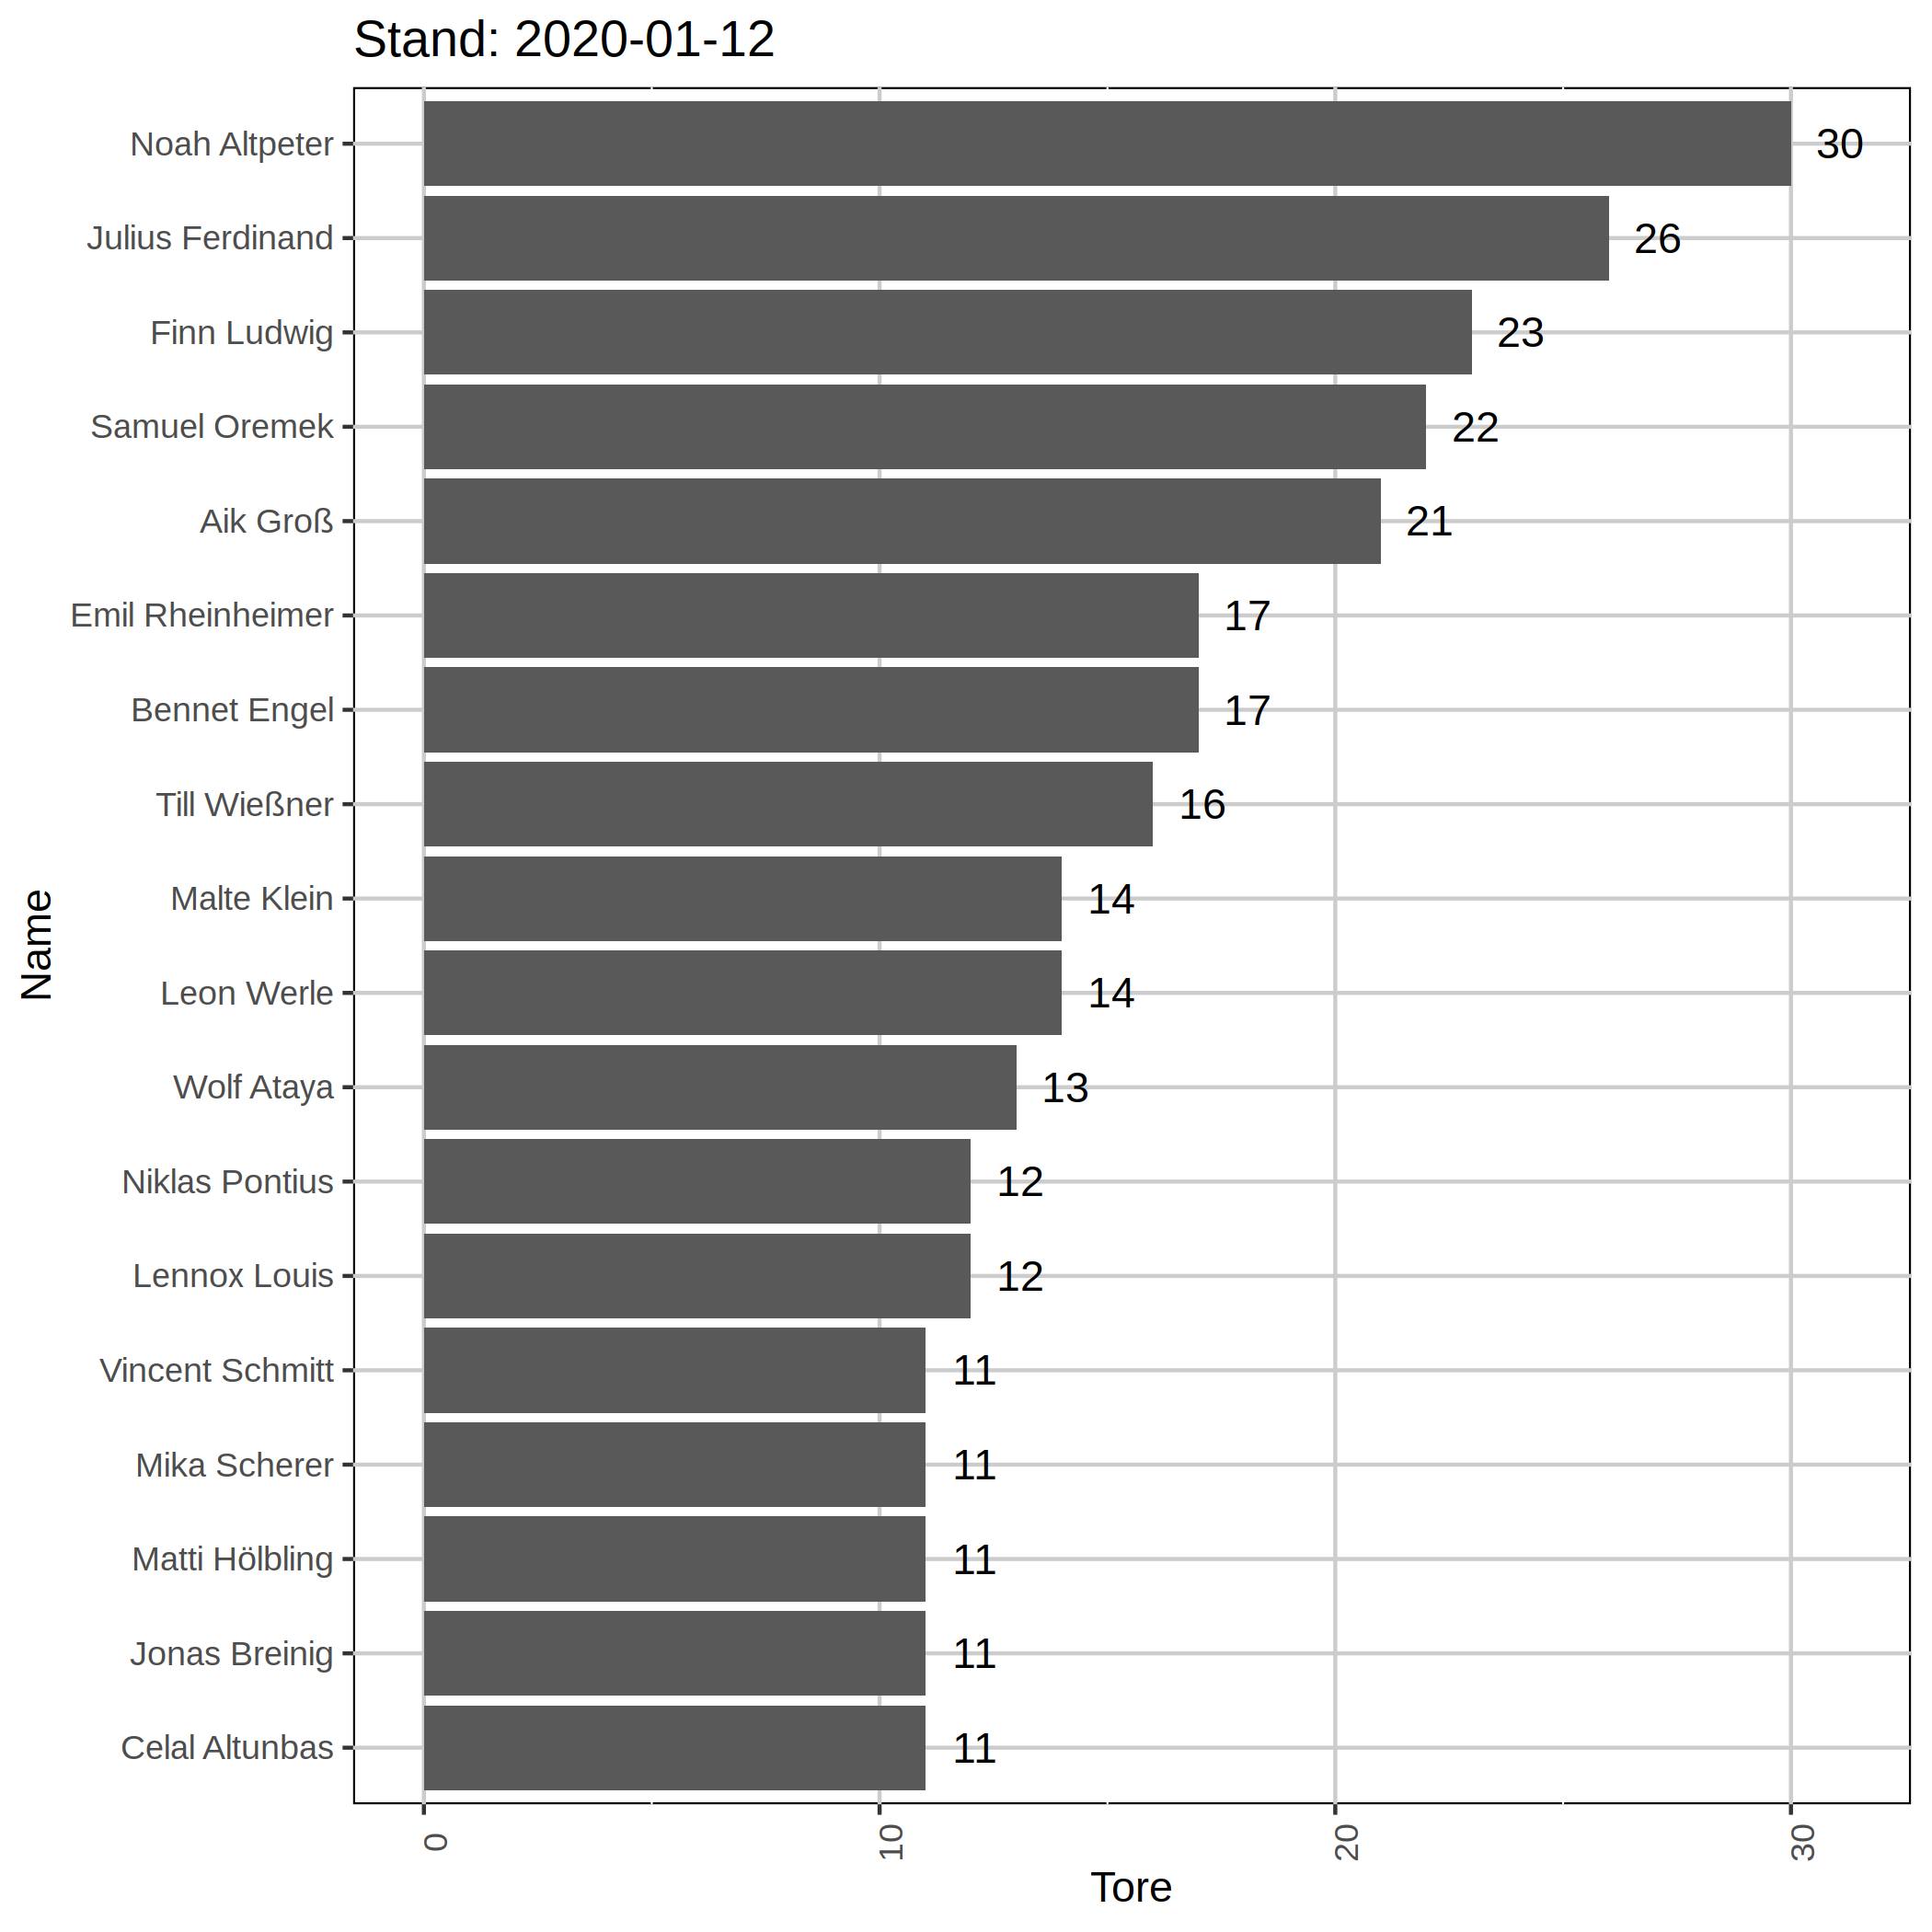 Stand: 2020-01-12
Noah Altpeter 30
Julius Ferdinand 26
Finn Ludwig 23
Samuel Oremek 22
Aik Groß 21
Emil Rheinheimer 17
Bennet Engel 17
Till Wießner 16
Malte Klein 14
Leon Werle 14
Wolf Ataya 13
Niklas Pontius 12
Lennox Louis 12
Vincent Schmitt 11
Mika Scherer 11
Matti Hölbling 11
Jonas Breinig 11
Celal Altunbas 11
Name
0 10 20 30
Tore